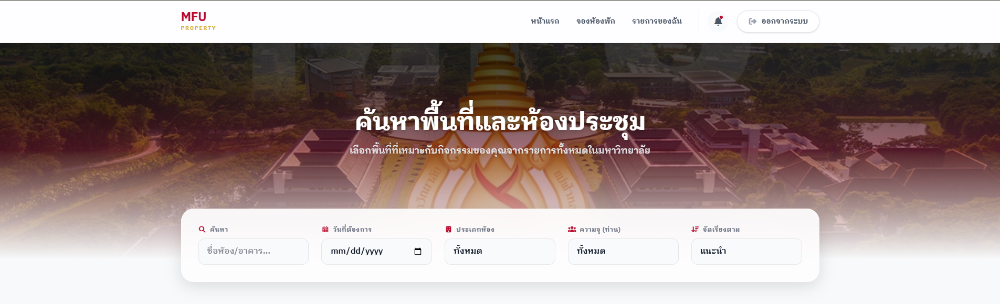 MFU
PROPERTY
หน้าแรก
จองห้องพัก
รายการของฉัน
ออกจากระบบ
ค้นหาพื้นที่และห้องประชุม
เลือกพื้นที่ที่เหมาะกับกิจกรรมของคุณจากรายการทั้งหมดในมหาวิทยาลัย
ค้นหา
วันที่ต้องการ
ประเภทห้อง
ความจุ (ท่าน)
จัดเรียงตาม
ชื่อห้อง/อาคาร...
mm/dd/yyyy
ทั้งหมด
ทั้งหมด
แนะนำ